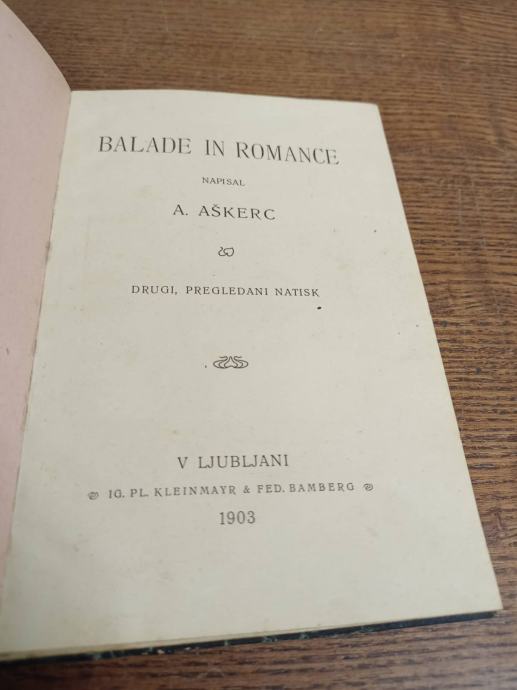 BALADE IN ROMANCE
NAPISAL
A. AŠKERC
DRUGI, PREGLEDANI NATISK
V LJUBLJANI
IG. PL. KLEINMAYR & FED. BAMBERG
1903